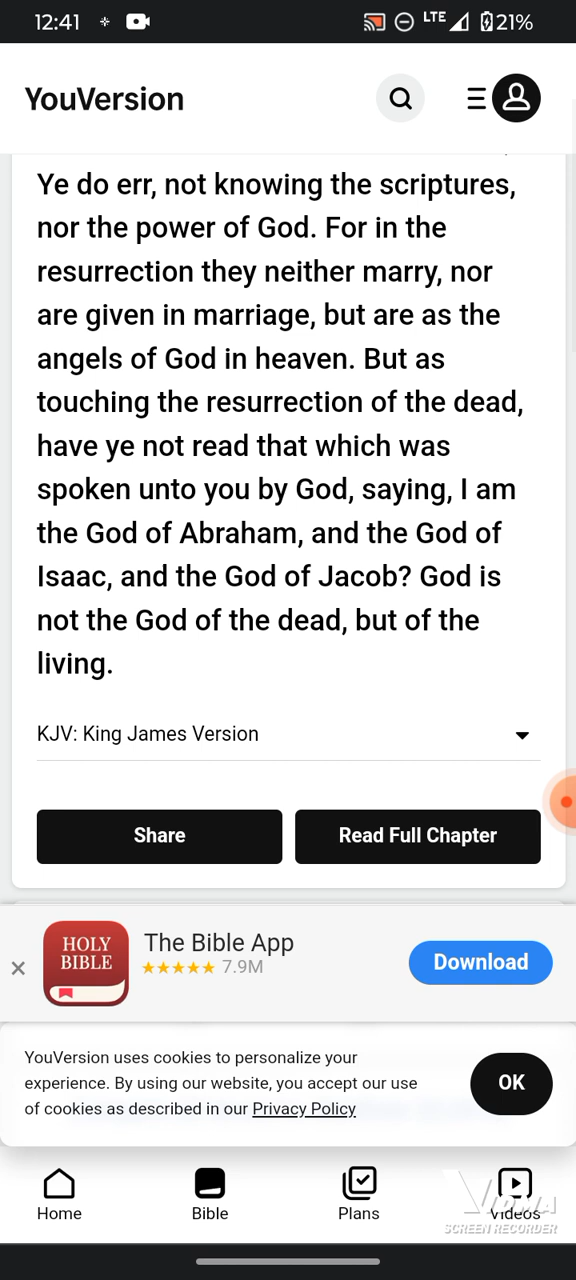 12:41
LTE
21%
YouVersion
Ye do err, not knowing the scriptures,
nor the power of God. For in the
resurrection they neither marry, nor
are given in marriage, but are as the
angels of God in heaven. But as
touching the resurrection of the dead,
have ye not read that which was
spoken unto you by God, saying, I am
the God of Abraham, and the God of
Isaac, and the God of Jacob? God is
not the God of the dead, but of the
living.
KJV: King James Version
Share
Read Full Chapter
HOLY
BIBLE
The Bible App
7.9M
Download
YouVersion uses cookies to personalize your
experience. By using our website, you accept our use
of cookies as described in our Privacy Policy
OK
Home
Bible
Plans
Videos
SCREEN RECORDER